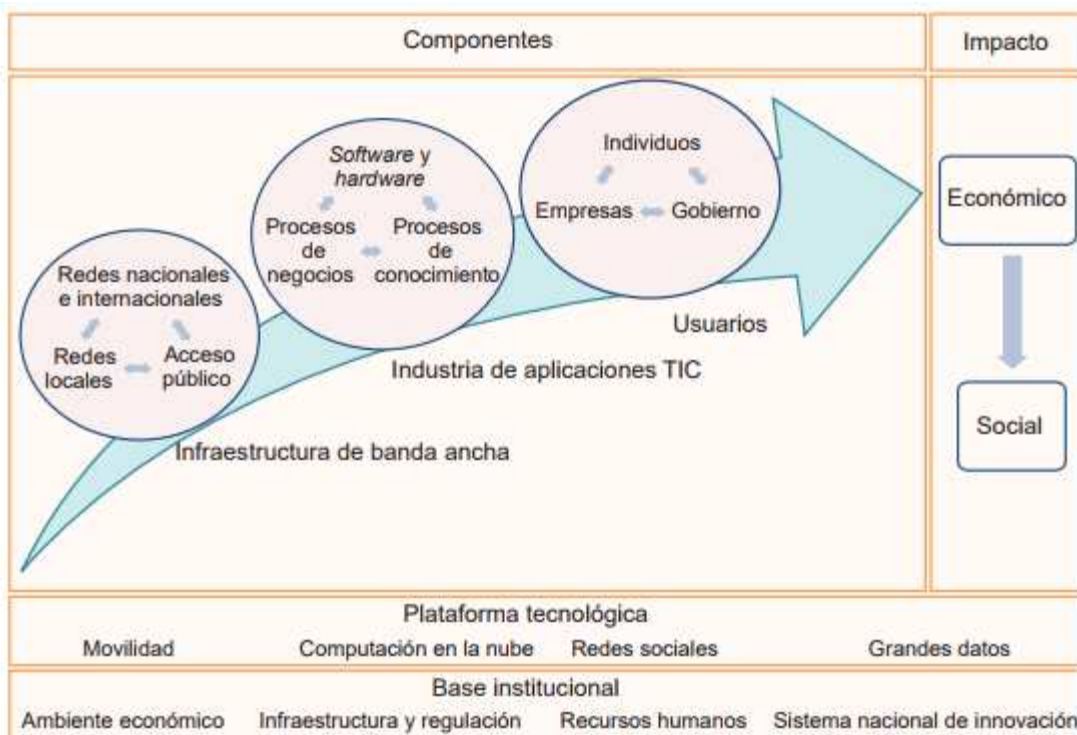 Componentes
Impacto
Individuos
Empresas
Gobierno
Software y
hardware
Procesos
de
negocios
Procesos
de
conocimiento
Redes nacionales
e internacionales
Redes
locales
Acceso
público
Usuarios
Industria de aplicaciones TIC
Infraestructura de banda ancha
Económico
Social
Plataforma tecnológica
Movilidad
Computación en la nube
Redes sociales
Grandes datos
Base institucional
Ambiente económico
Infraestructura y regulación
Recursos humanos
Sistema nacional de innovación